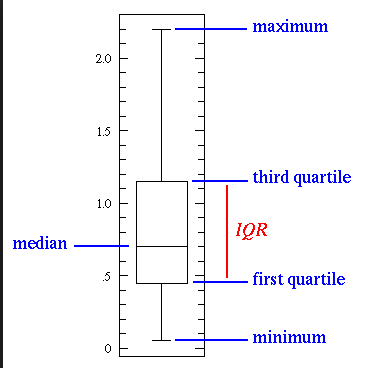 maximum
2.0
1.5
third quartile
1.0
IQR
median
.5
first quartile
minimum
0